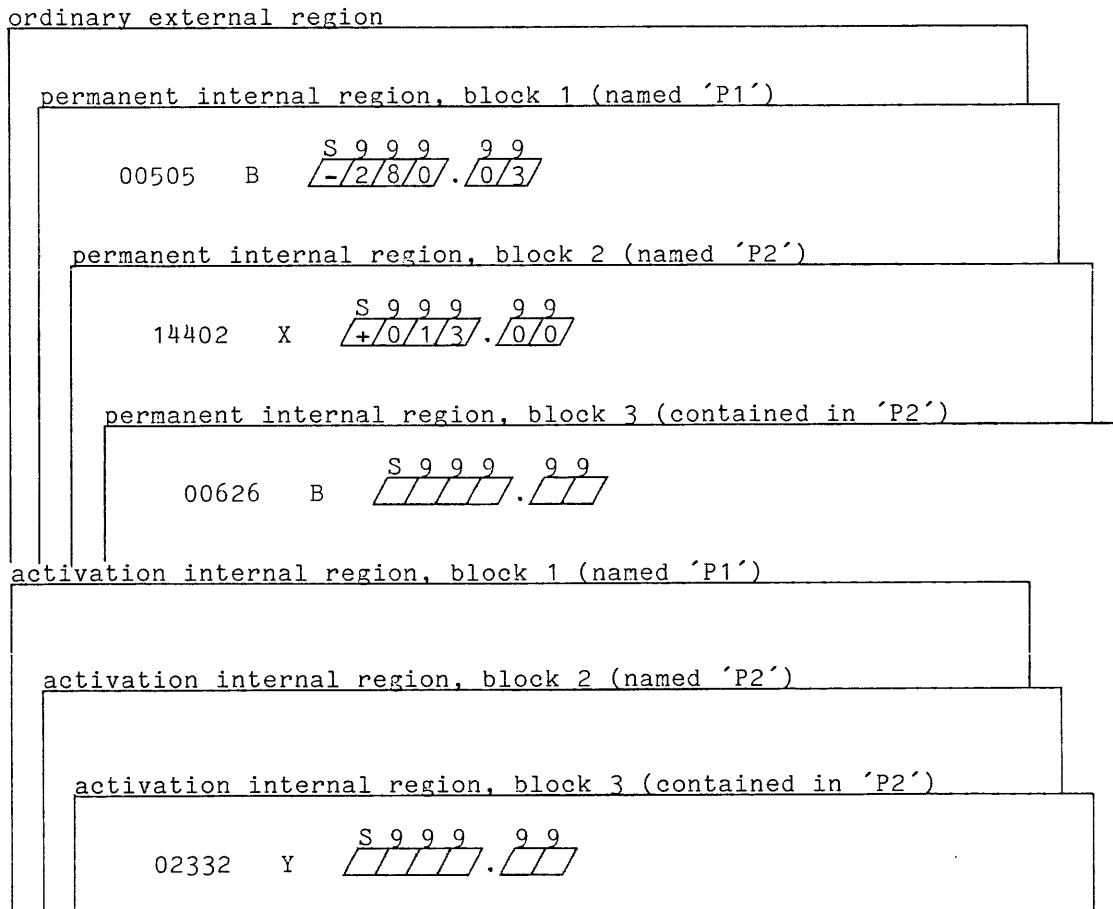 ordinary external region
permanent internal region, block 1 (named ´P1´)
S 9 9 9 9 9
00505 B /-/2/8/0/./0/3/
permanent internal region, block 2 (named ´P2´)
S 9 9 9 9 9
14402 X /+/0/1/3/./0/0/
permanent internal region, block 3 (contained in ´P2´)
S 9 9 9 9 9
00626 B / / / / /./ / /
activation internal region, block 1 (named ´P1´)
activation internal region, block 2 (named ´P2´)
activation internal region, block 3 (contained in ´P2´)
S 9 9 9 9 9
02332 Y / / / / /./ / /